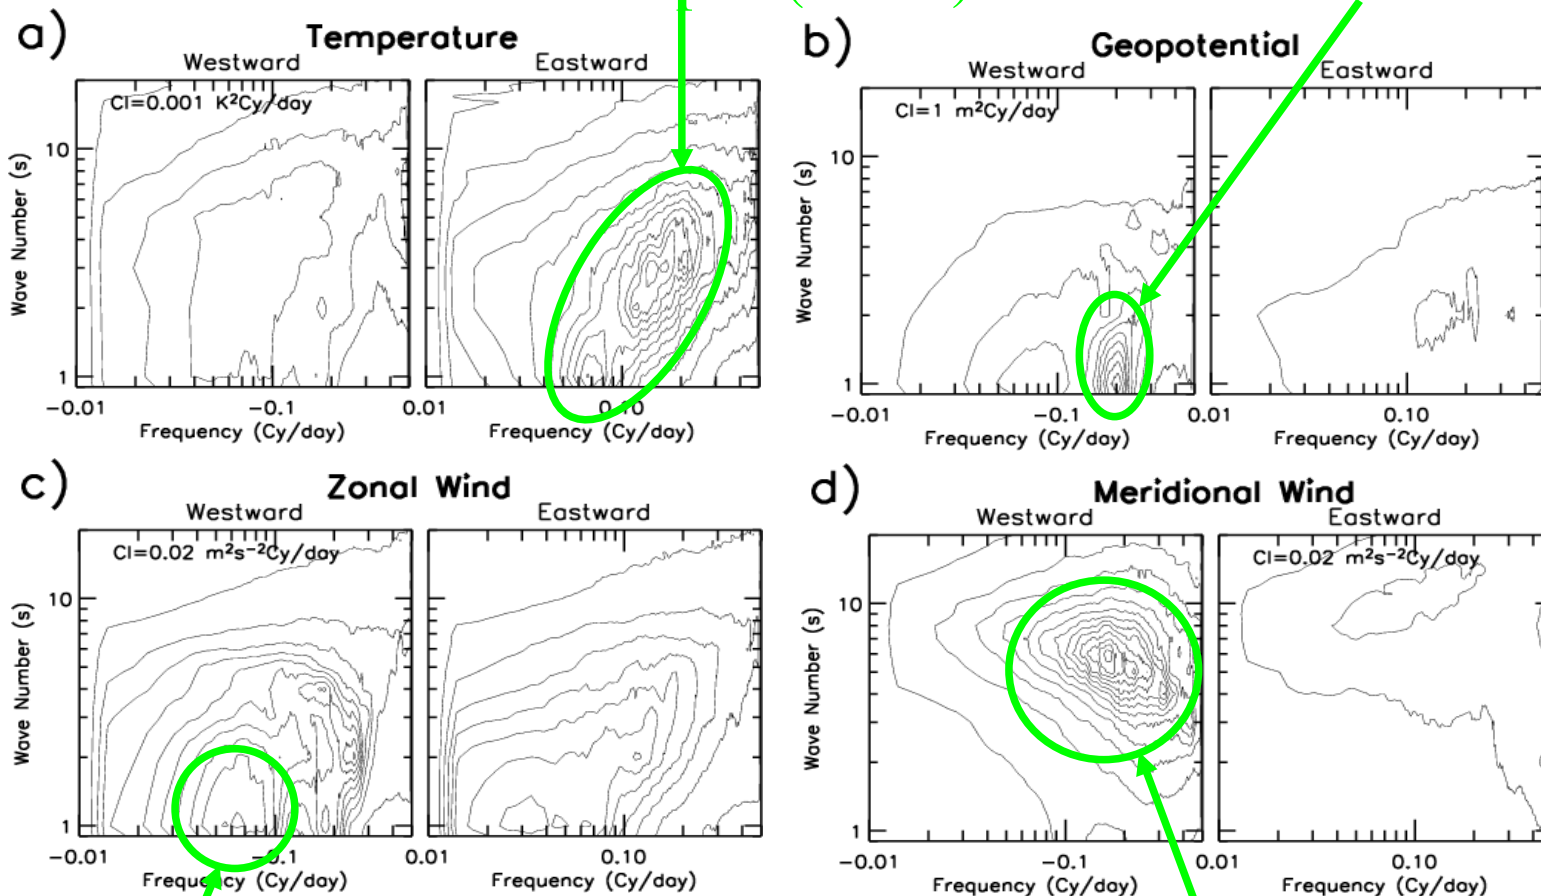 a)
Temperature
Westward
Eastward
CI=0.001 K²Cy/day
Wave Number (s)
10
1
-0.01
-0.1
0.01
0.10
Frequency (Cy/day)
Frequency (Cy/day)
b)
Geopotential
Westward
Eastward
CI=1 m²Cy/day
Wave Number (s)
10
1
-0.01
-0.1
0.01
0.10
Frequency (Cy/day)
Frequency (Cy/day)
c)
Zonal Wind
Westward
Eastward
CI=0.02 m²s⁻²Cy/day
Wave Number (s)
10
1
-0.01
-0.1
0.01
0.10
Frequency (Cy/day)
Frequency (Cy/day)
d)
Meridional Wind
Westward
Eastward
CI=0.02 m²s⁻²Cy/day
Wave Number (s)
10
1
-0.01
-0.1
0.01
0.10
Frequency (Cy/day)
Frequency (Cy/day)